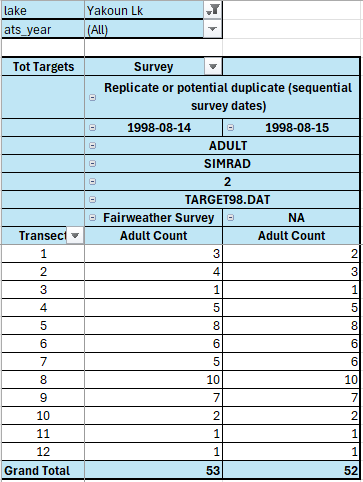 lake Yakoun Lk
ats_year (All)
Tot Targets Survey
Replicate or potential duplicate (sequential
survey dates)
1998-08-14 1998-08-15
ADULT
SIMRAD
2
TARGET98.DAT
Fairweather Survey NA
Transect Adult Count Adult Count
1 3 2
2 4 3
3 1 1
4 5 5
5 8 8
6 6 6
7 5 6
8 10 10
9 7 7
10 2 2
11 1 1
12 1 1
Grand Total 53 52